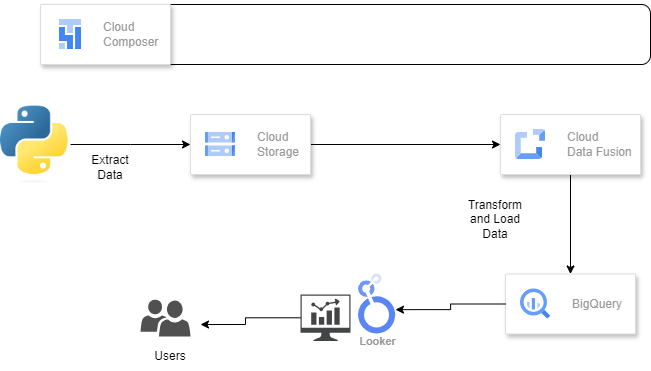 Cloud
Composer
Cloud
Storage
Cloud
Data Fusion
Extract
Data
Transform
and Load
Data
BigQuery
Looker
Users